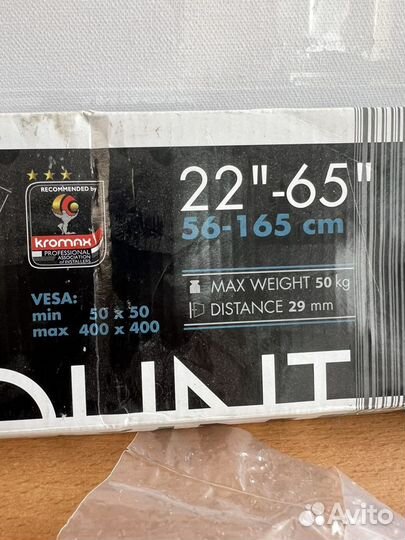 RECOMMENDED by
kromax
PROFESSIONAL
ASSOCIATION
of INSTALLERS
22"-65"
56-165 cm
VESA:
min 50 x 50
max 400 x 400
MAX WEIGHT 50 kg
DISTANCE 29 mm
Avito